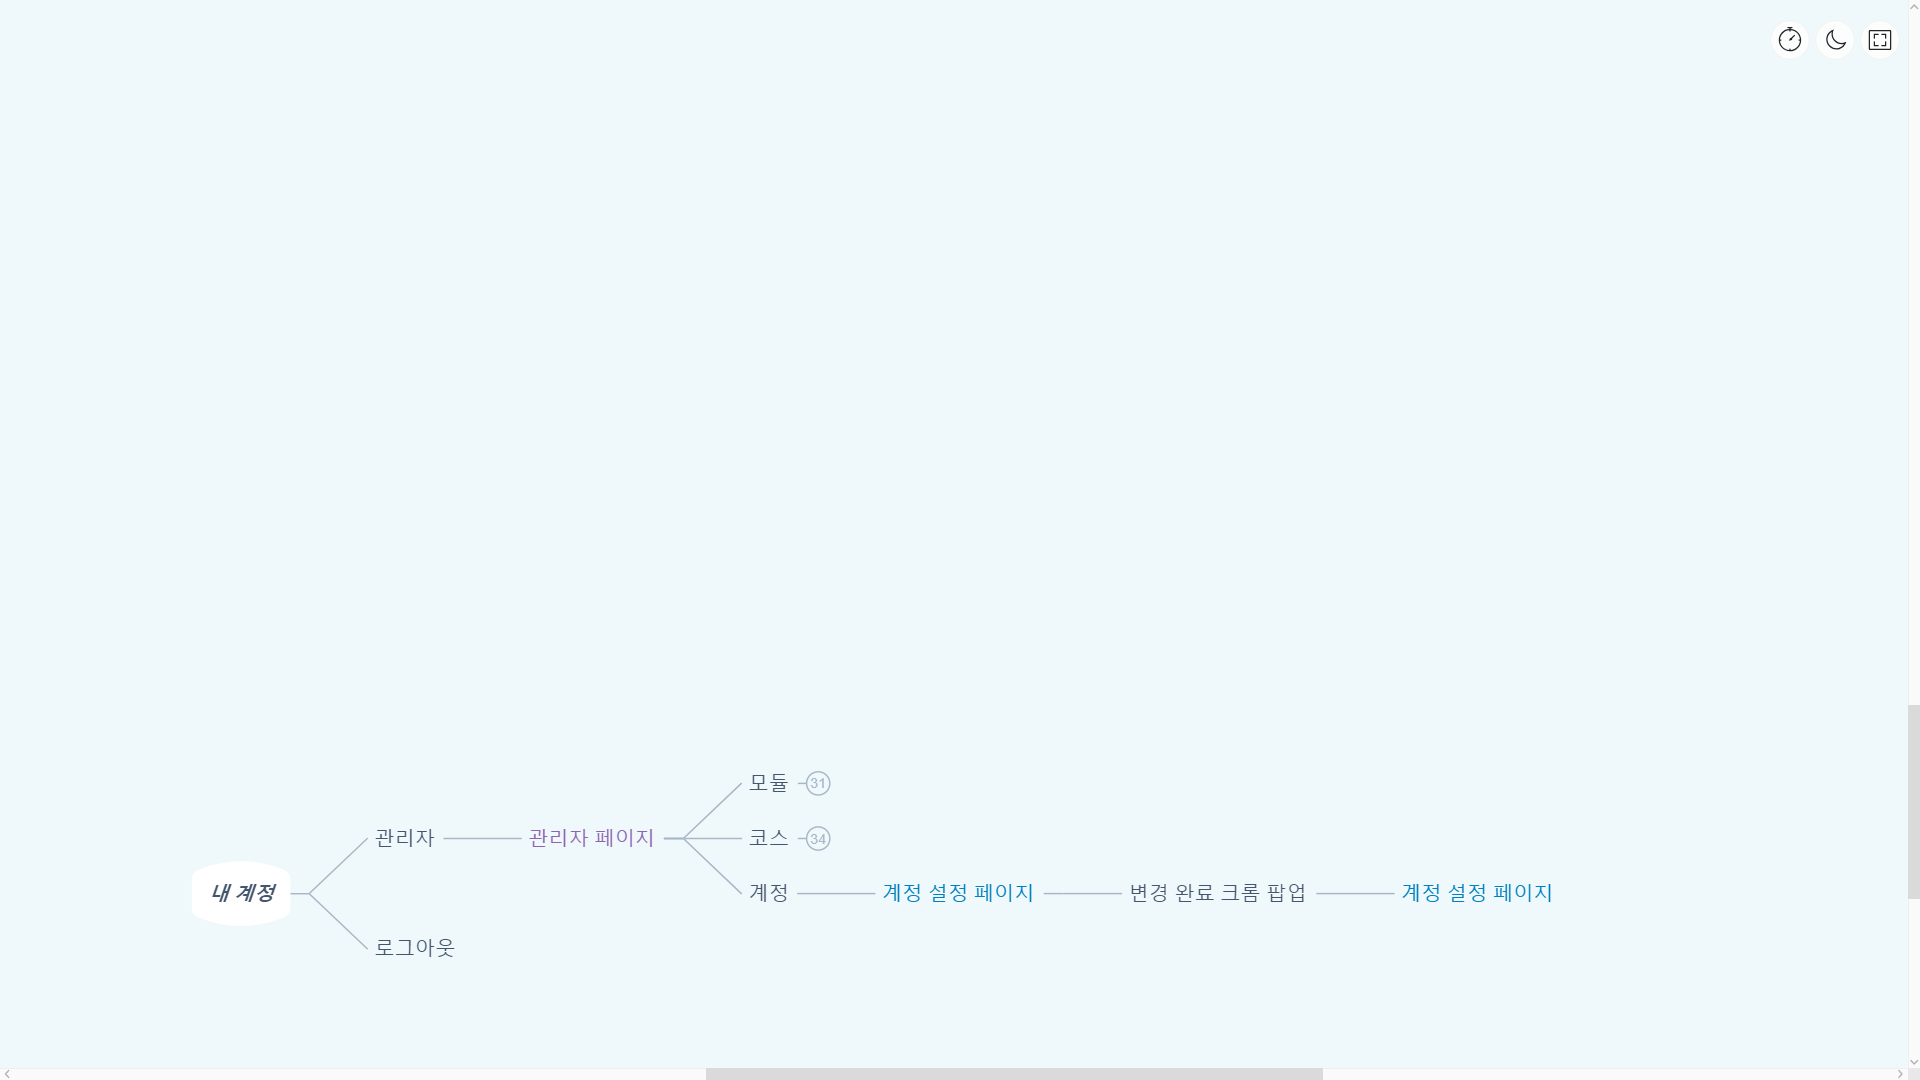 모듈 31
관리자 관리자 페이지 코스 34
내 계정 계정 계정 설정 페이지 변경 완료 크롬 팝업 계정 설정 페이지
로그아웃